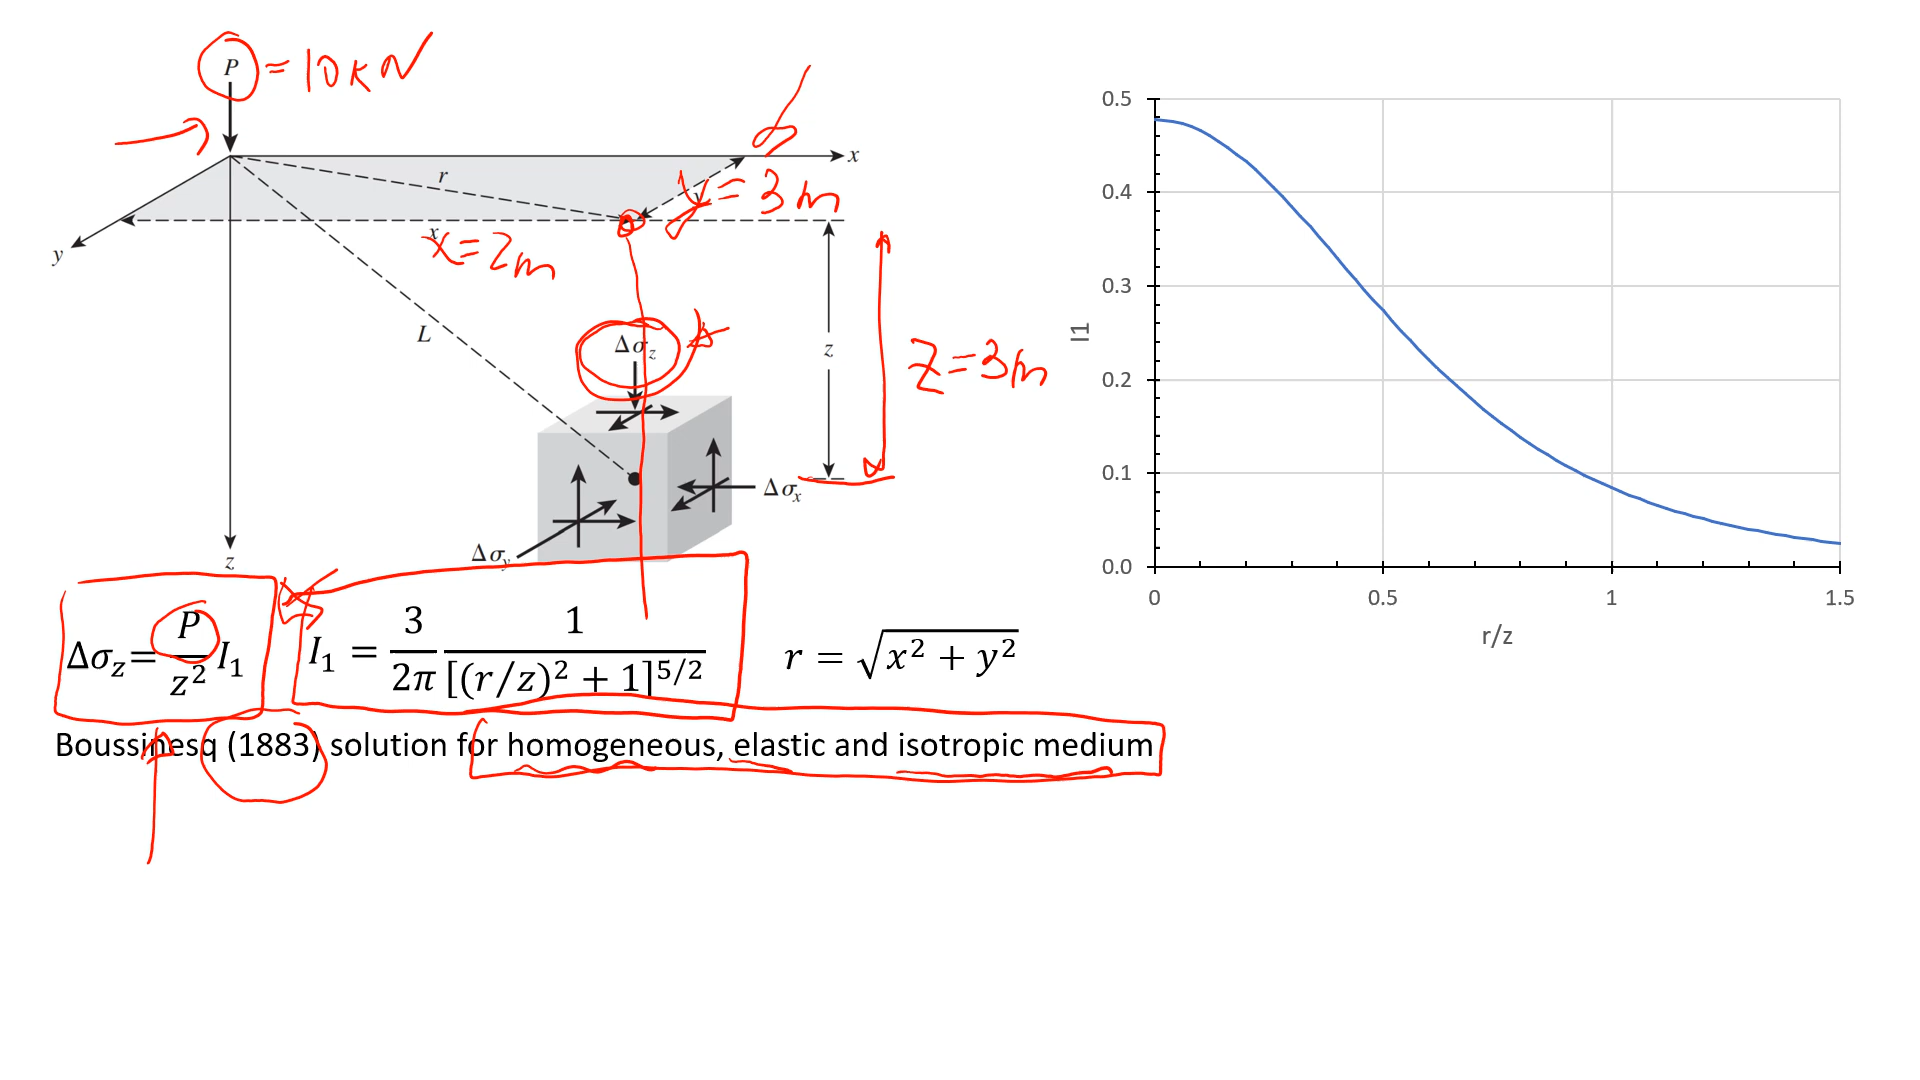 P = 10 kN
x
r
y = 3 m
y
x
x = 2 m
L
Δσz
z
z = 3 m
Δσx
Δσy
z
Δσz= P/z² I₁
I₁ = 3/2π 1/[(r/z)² + 1]^5/2
r = √x² + y²
Boussinesq (1883) solution for homogeneous, elastic and isotropic medium
0.5
0.4
0.3
0.2
0.1
0.0
I1
0 0.5 1 1.5
r/z